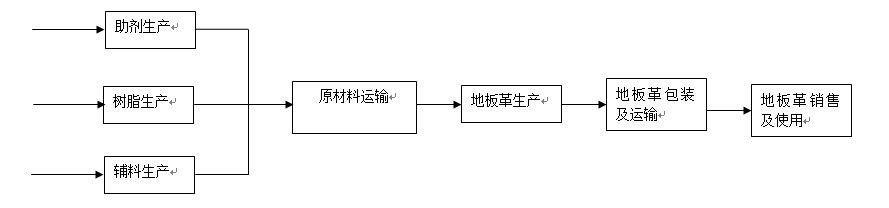 助剂生产
树脂生产
辅料生产
原材料运输
地板革生产
地板革包装
及运输
地板革销售
及使用